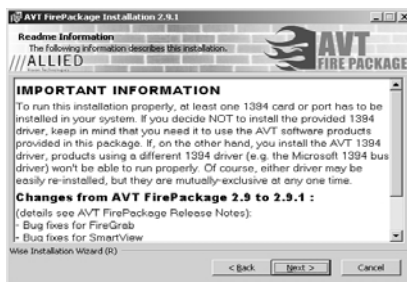 AVT FirePackage Installation 2.9.1
Readme Information
The following information describes this installation.
///ALLIED
AVT
FIRE PACKAGE
IMPORTANT INFORMATION
To run this installation properly, at least one 1394 card or port has to be
installed in your system. If you decide NOT to install the provided 1394
driver, keep in mind that you need it to use the AVT software products
provided in this package. If, on the other hand, you install the AVT 1394
driver, products using a different 1394 driver (e.g. the Microsoft 1394 bus
driver) won't be able to run properly. Of course, either driver may be
easily re-installed, but they are mutually-exclusive at any one time.
Changes from AVT FirePackage 2.9 to 2.9.1 :
(details see AVT FirePackage Release Notes):
- Bug fixes for FireGrab
- Bug fixes for SmartView
Wise Installation Wizard (R)
< Back
Next >
Cancel